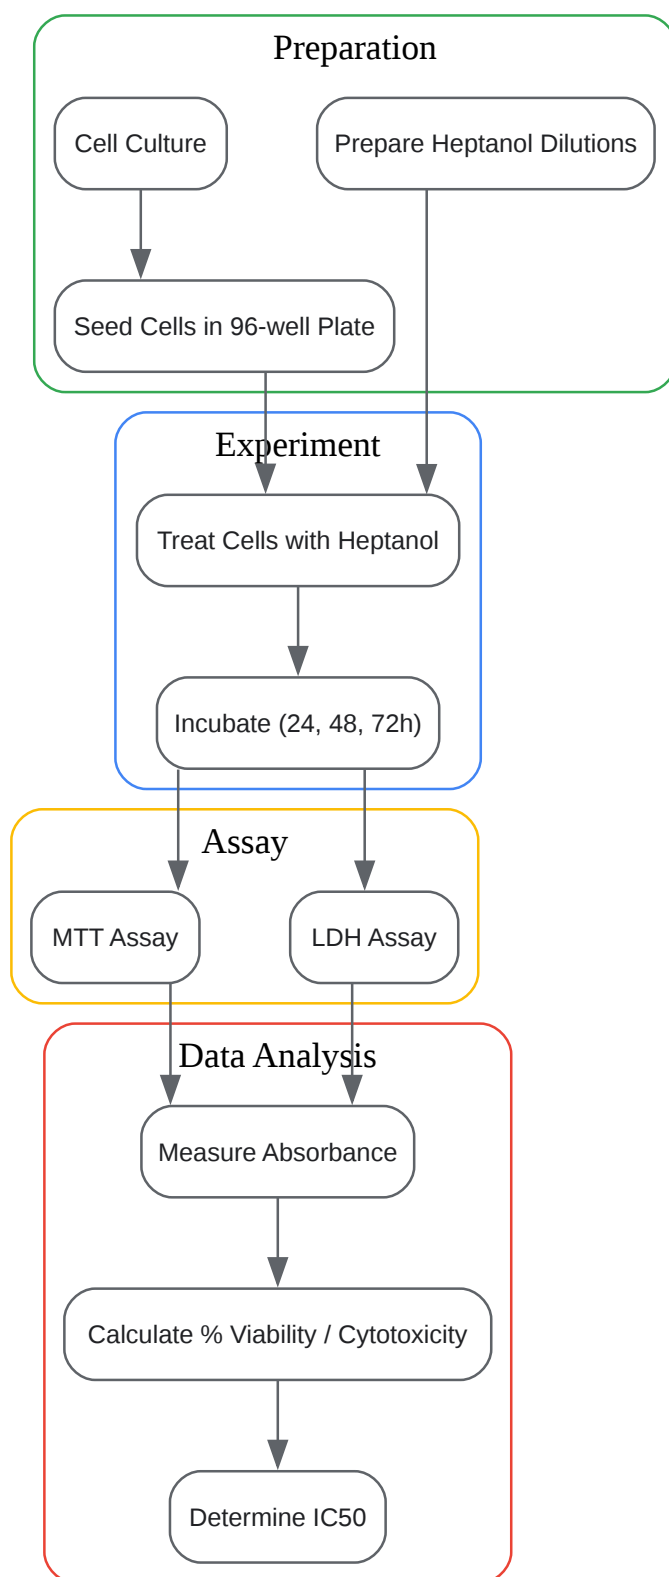 Preparation
Cell Culture
Prepare Heptanol Dilutions
Seed Cells in 96-well Plate
Experiment
Treat Cells with Heptanol
Incubate (24, 48, 72h)
Assay
MTT Assay
LDH Assay
Data Analysis
Measure Absorbance
Calculate % Viability / Cytotoxicity
Determine IC50